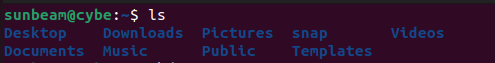 sunbeam@cybe:~$ ls
Desktop Downloads Pictures snap Videos
Documents Music Public Templates